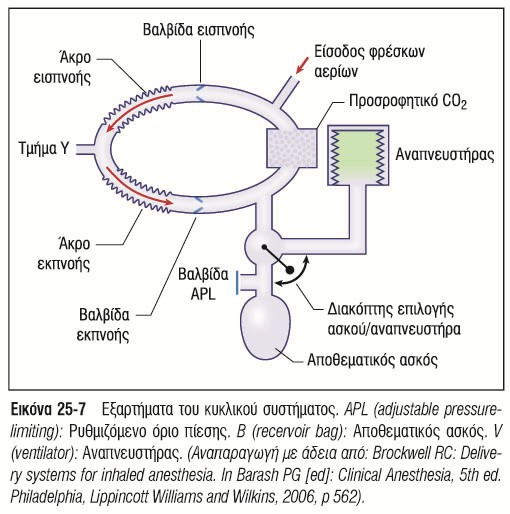 Βαλβίδα εισπνοής
Άκρο
εισπνοής
Είσοδος φρέσκων
αερίων
Προσροφητικό CO₂
Τμήμα Υ
Αναπνευστήρας
Άκρο
εκπνοής
Βαλβίδα
APL
Βαλβίδα
εκπνοής
Διακόπτης επιλογής
ασκού/αναπνευστήρα
Αποθεματικός ασκός
Εικόνα 25-7 Εξαρτήματα του κυκλικού συστήματος. APL (adjustable pressure-
limiting): Ρυθμιζόμενο όριο πίεσης. B (recervoir bag): Αποθεματικός ασκός. V
(ventilator): Αναπνευστήρας. (Αναπαραγωγή με άδεια από: Brockwell RC: Delive-
ry systems for inhaled anesthesia. In Barash PG [ed]: Clinical Anesthesia, 5th ed.
Philadelphia, Lippincott Williams and Wilkins, 2006, p 562).